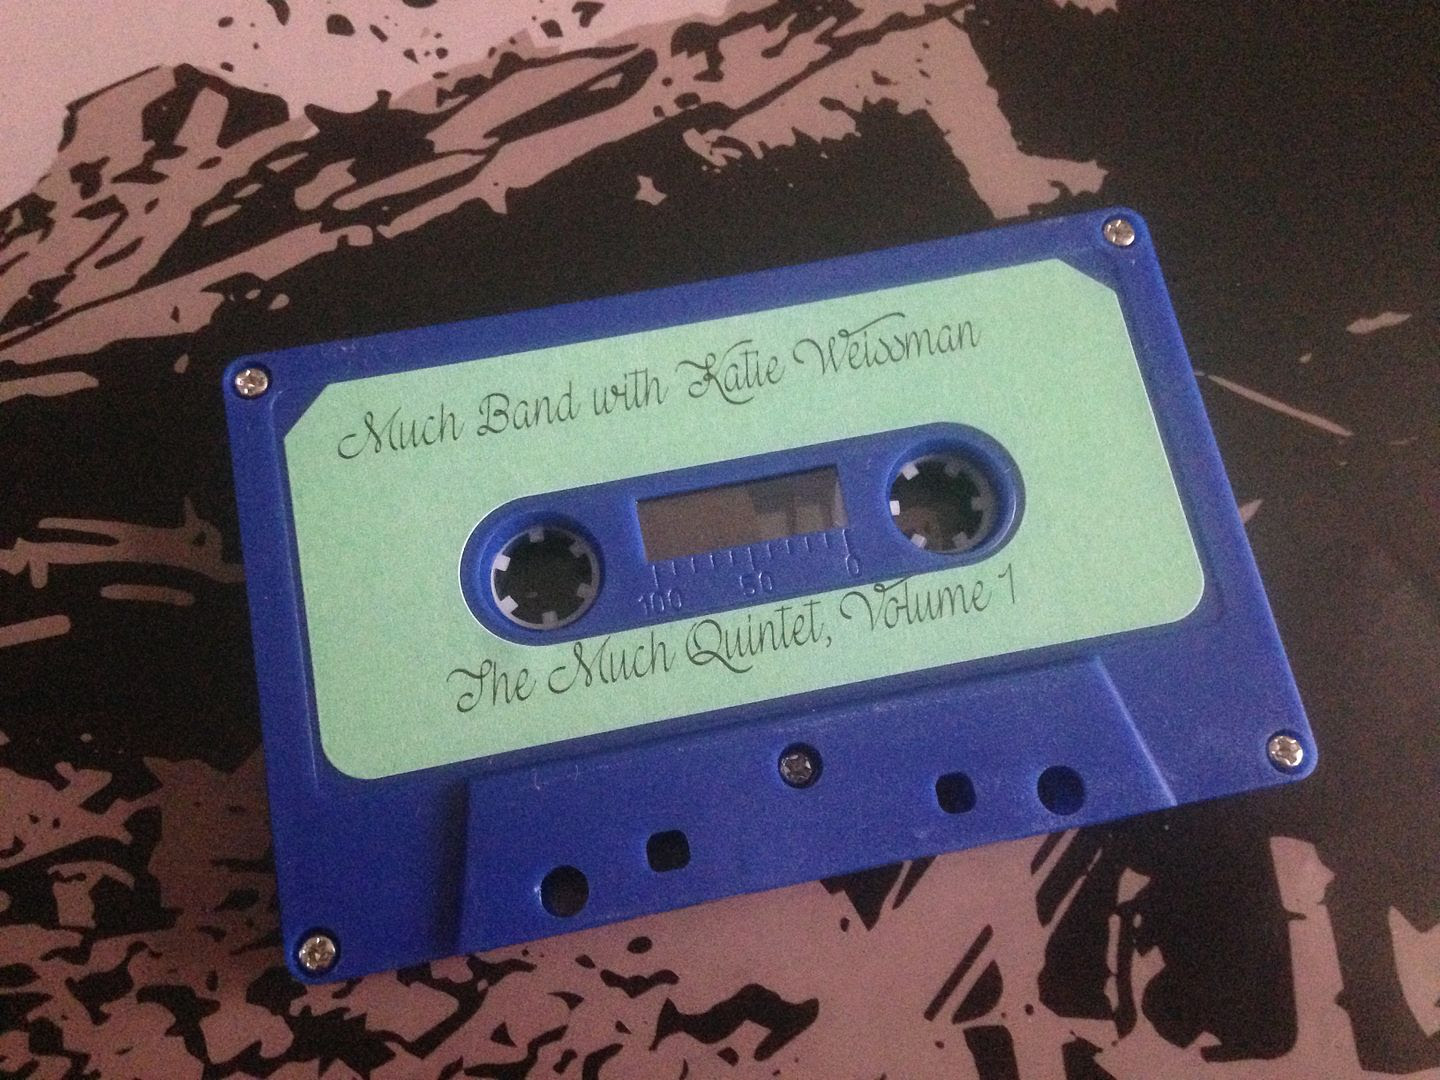 Much Band with Katie Weissman
100 50 0
The Much Quintet, Volume 1